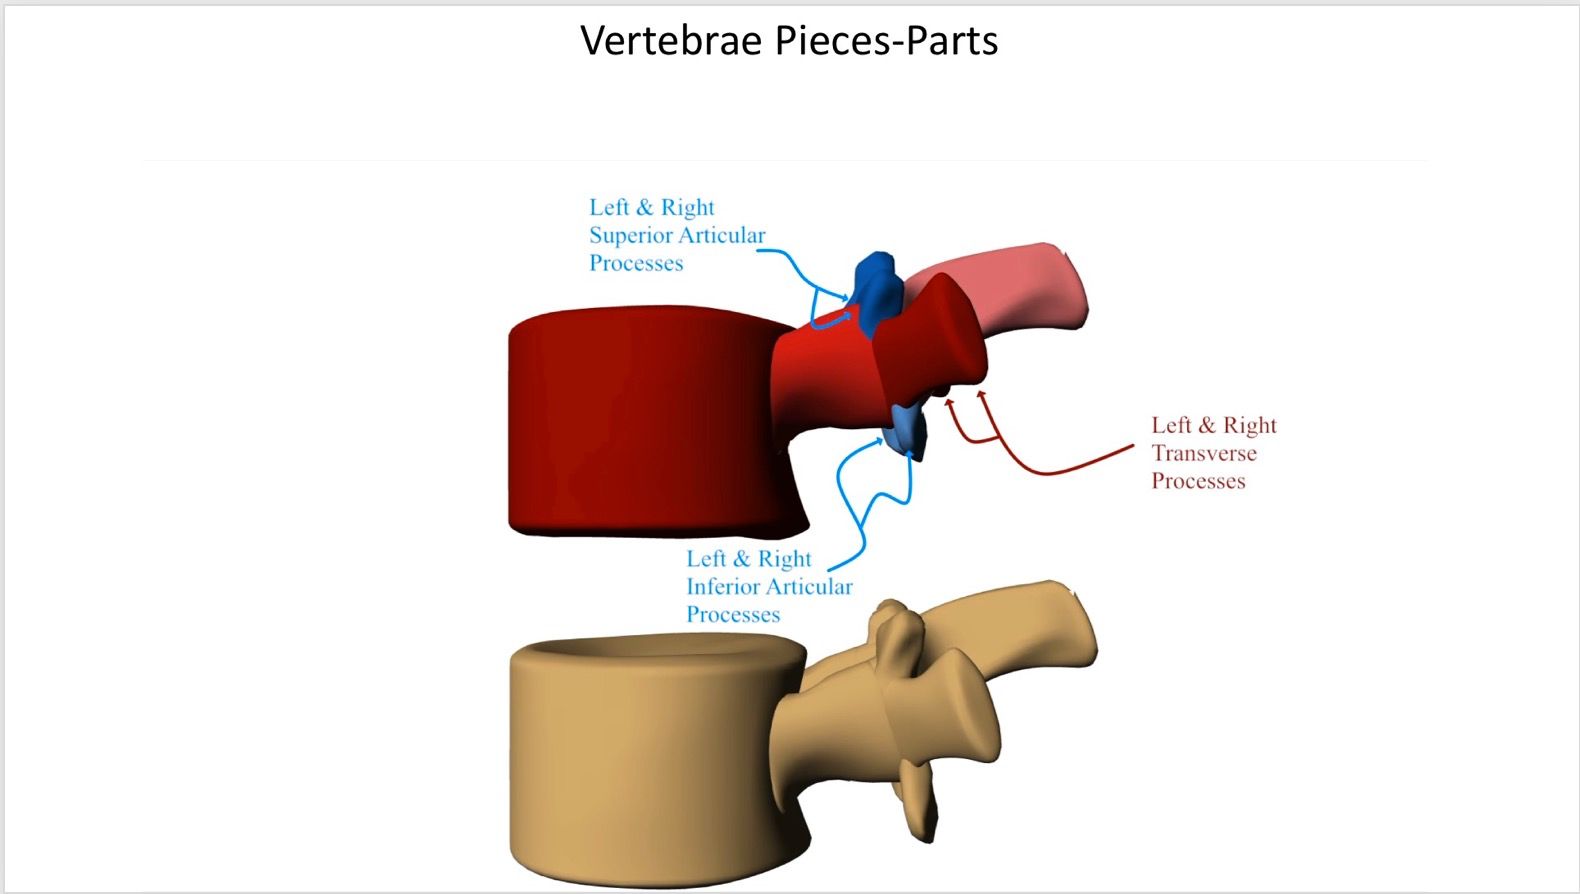 Vertebrae Pieces-Parts
Left & Right
Superior Articular
Processes
Left & Right
Transverse
Processes
Left & Right
Inferior Articular
Processes